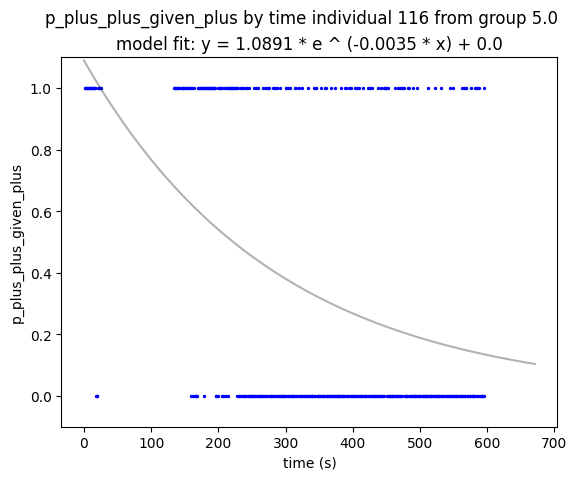 p_plus_plus_given_plus by time individual 116 from group 5.0
model fit: y = 1.0891 * e ^ (-0.0035 * x) + 0.0
1.0
0.8
0.6
0.4
0.2
0.0
p_plus_plus_given_plus
0 100 200 300 400 500 600 700
time (s)